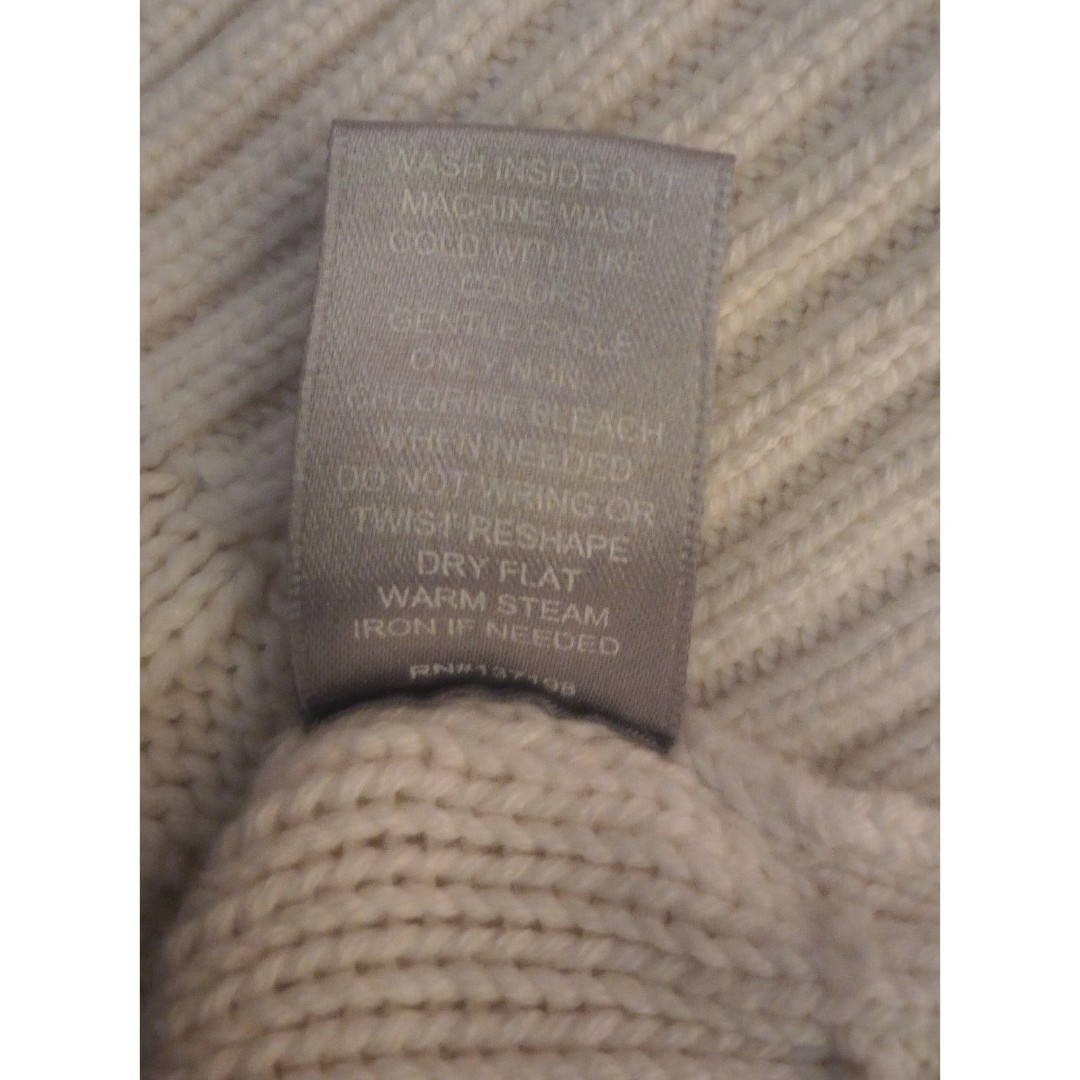 WASH INSIDE OUT
MACHINE WASH
COLD WITH LIKE
COLORS
GENTLE CYCLE
ONLY NON-
CHLORINE BLEACH
WHEN NEEDED
DO NOT WRING OR
TWIST RESHAPE
DRY FLAT
WARM STEAM
IRON IF NEEDED